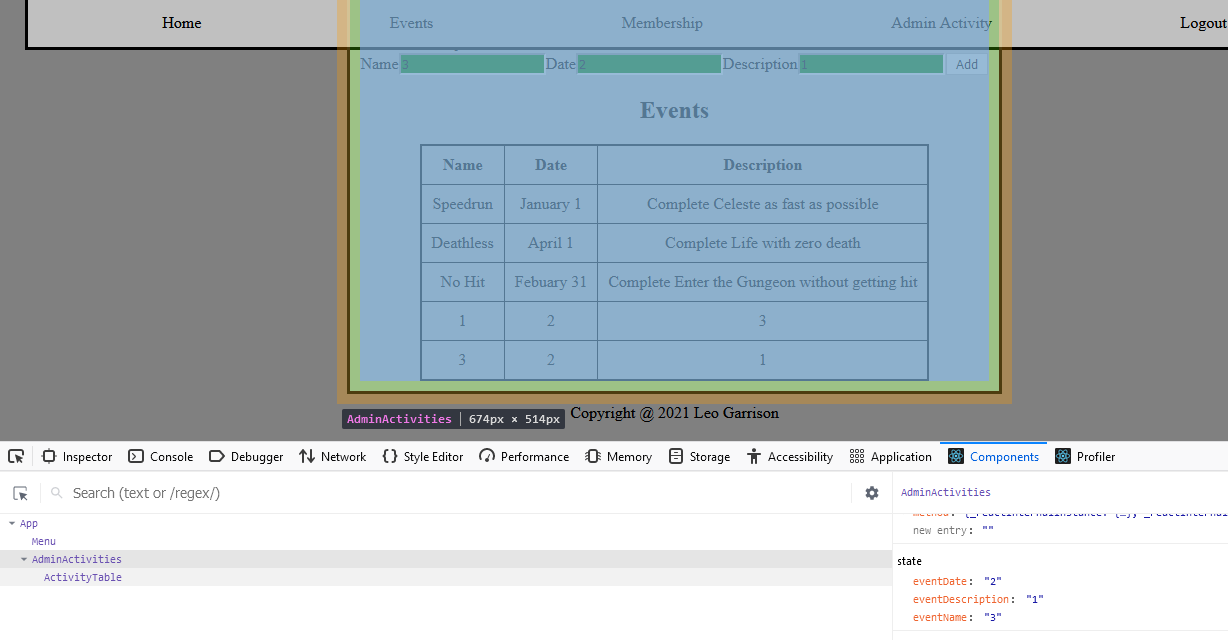 Home Events Membership Admin Activity Logout
Name 3 Date 2 Description 1 Add
Events
Name Date Description
Speedrun January 1 Complete Celeste as fast as possible
Deathless April 1 Complete Life with zero death
No Hit Febuary 31 Complete Enter the Gungeon without getting hit
1 2 3
3 2 1
AdminActivities | 674px × 514px Copyright @ 2021 Leo Garrison
Inspector Console Debugger Network Style Editor Performance Memory Storage Accessibility Application Components Profiler
Search (text or /regex/) AdminActivities
App
new entry: ""
Menu
AdminActivities state
ActivityTable eventDate: "2"
eventDescription: "1"
eventName: "3"